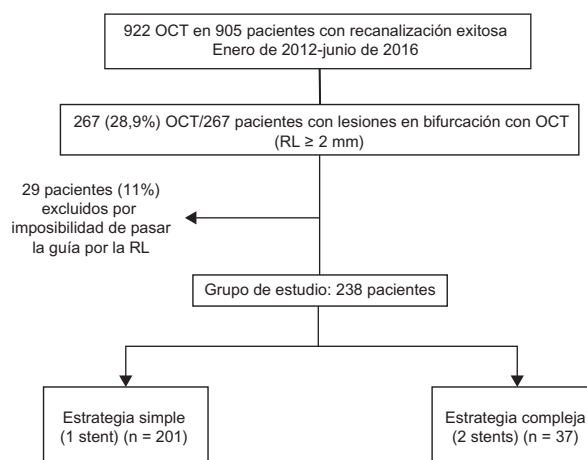 922 OCT en 905 pacientes con recanalización exitosa
Enero de 2012-junio de 2016
267 (28,9%) OCT/267 pacientes con lesiones en bifurcación con OCT
(RL ≥ 2 mm)
29 pacientes (11%)
excluidos por
imposibilidad de pasar
la guía por la RL
Grupo de estudio: 238 pacientes
Estrategia simple
(1 stent) (n = 201)
Estrategia compleja
(2 stents) (n = 37)